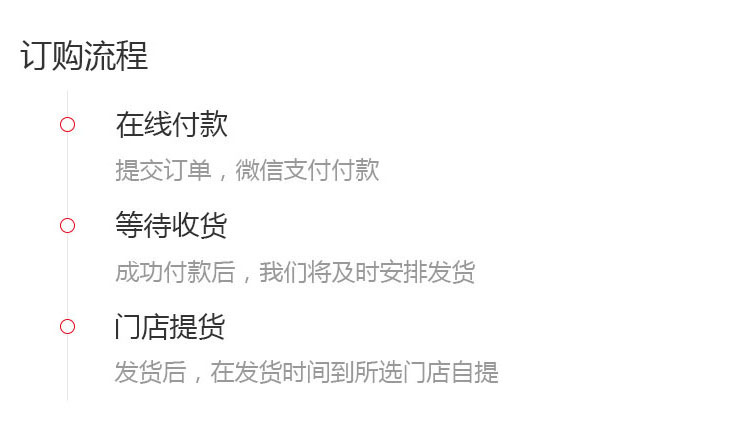 订购流程
在线付款
提交订单，微信支付付款
等待收货
成功付款后，我们将及时安排发货
门店提货
发货后，在发货时间到所选门店自提